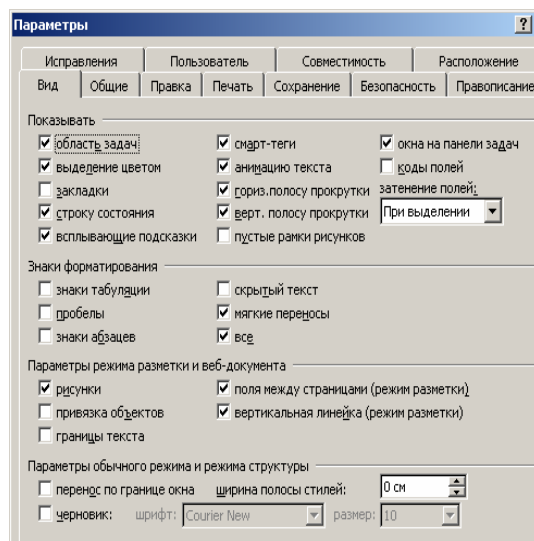 Параметры ?
Исправления Пользователь Совместимость Расположение
Вид Общие Правка Печать Сохранение Безопасность Правописание
Показывать
область задач смарт-теги окна на панели задач
выделение цветом анимацию текста коды полей
закладки гориз.полосу прокрутки затенение полей:
строку состояния верт. полосу прокрутки При выделении
всплывающие подсказки пустые рамки рисунков
Знаки форматирования
знаки табуляции скрытый текст
пробелы мягкие переносы
знаки абзацев все
Параметры режима разметки и веб-документа
рисунки поля между страницами (режим разметки)
привязка объектов вертикальная линейка (режим разметки)
границы текста
Параметры обычного режима и режима структуры
перенос по границе окна ширина полосы стилей: 0 см
черновик: шрифт: Courier New размер: 10